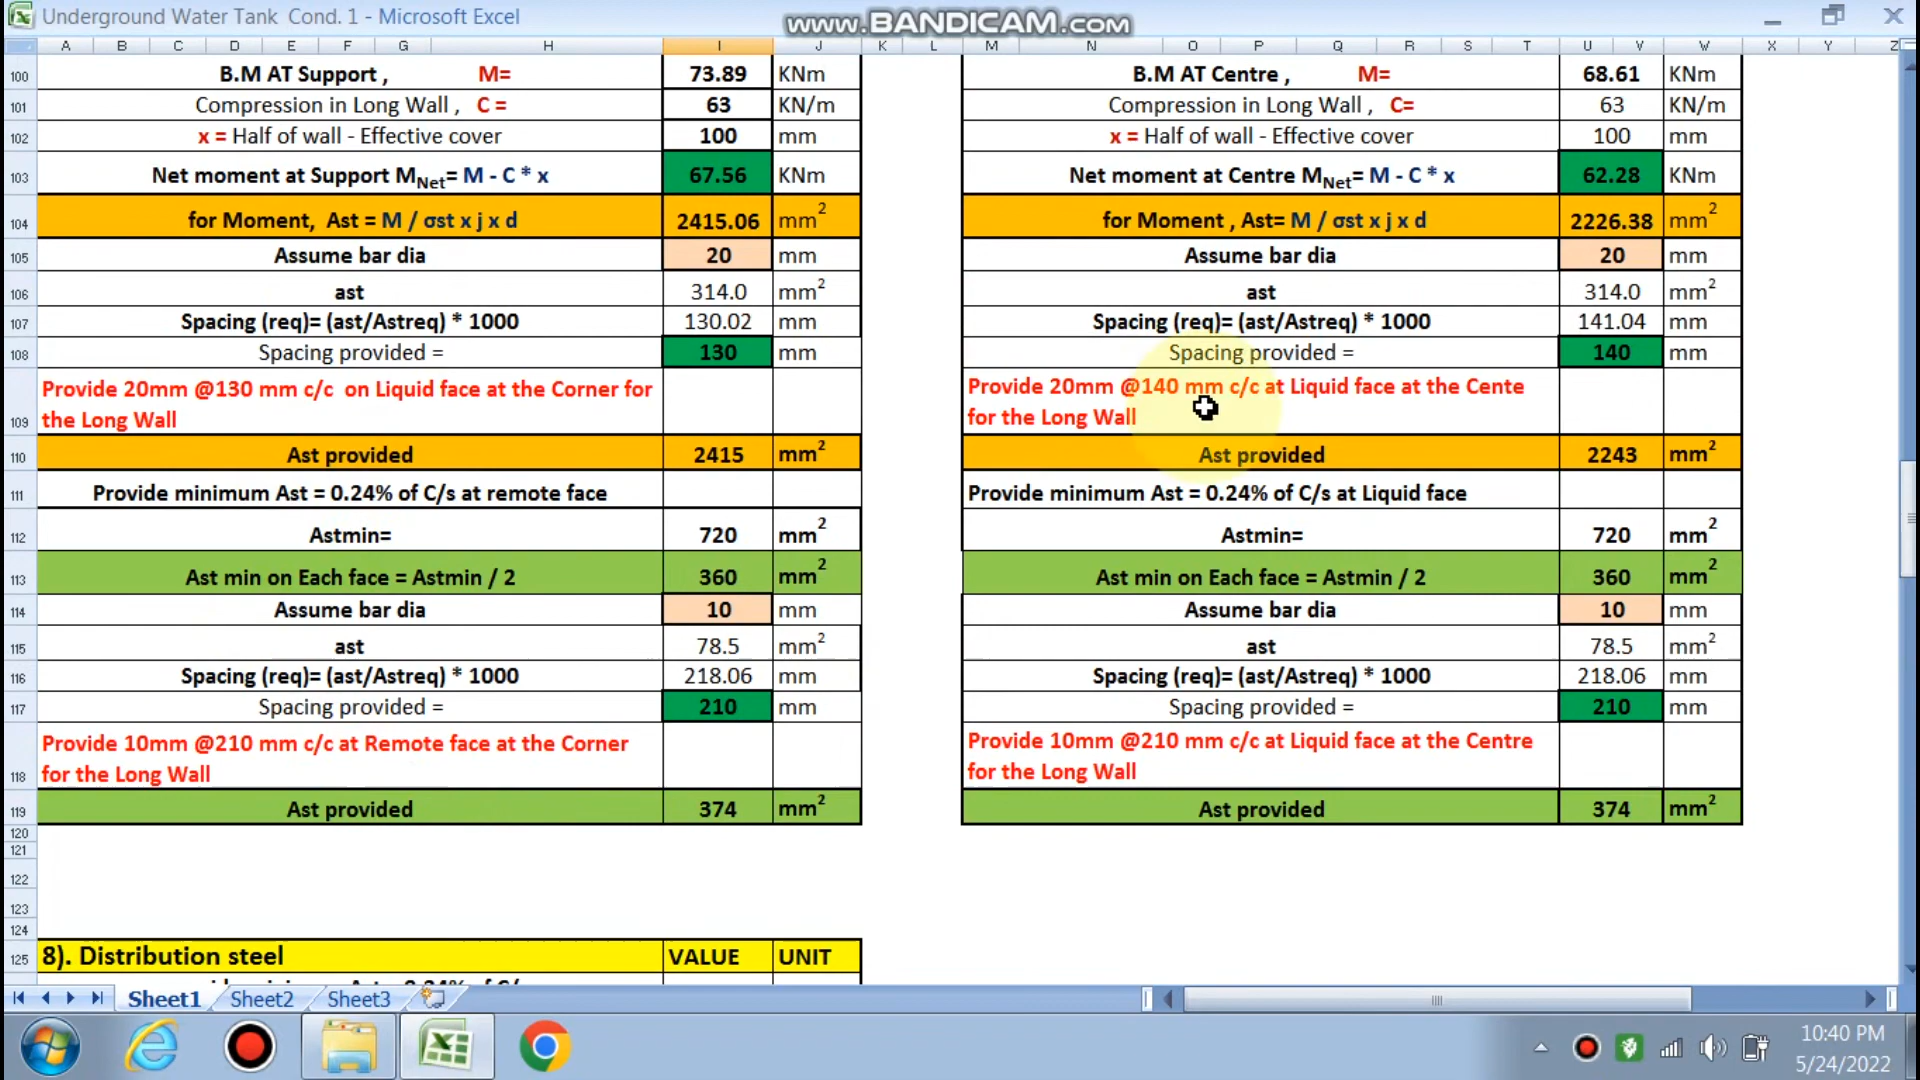 Underground Water Tank  Cond. 1 - Microsoft Excel
www.BANDICAM.com
A B C D E F G H I J K L M N O P Q R S T U V W X Y Z
100 B.M AT Support , M= 73.89 KNm B.M AT Centre , M= 68.61 KNm
101 Compression in Long Wall , C = 63 KN/m Compression in Long Wall , C= 63 KN/m
102 x = Half of wall - Effective cover 100 mm x = Half of wall - Effective cover 100 mm
103 Net moment at Support MNet= M - C * x 67.56 KNm Net moment at Centre MNet= M - C * x 62.28 KNm
104 for Moment, Ast = M / σst x j x d 2415.06 mm2 for Moment , Ast= M / σst x j x d 2226.38 mm2
105 Assume bar dia 20 mm Assume bar dia 20 mm
106 ast 314.0 mm2 ast 314.0 mm2
107 Spacing (req)= (ast/Astreq) * 1000 130.02 mm Spacing (req)= (ast/Astreq) * 1000 141.04 mm
108 Spacing provided = 130 mm Spacing provided = 140 mm
Provide 20mm @130 mm c/c  on Liquid face at the Corner for Provide 20mm @140 mm c/c at Liquid face at the Cente
109 the Long Wall for the Long Wall
110 Ast provided 2415 mm2 Ast provided 2243 mm2
111 Provide minimum Ast = 0.24% of C/s at remote face Provide minimum Ast = 0.24% of C/s at Liquid face
112 Astmin= 720 mm2 Astmin= 720 mm2
113 Ast min on Each face = Astmin / 2 360 mm2 Ast min on Each face = Astmin / 2 360 mm2
114 Assume bar dia 10 mm Assume bar dia 10 mm
115 ast 78.5 mm2 ast 78.5 mm2
116 Spacing (req)= (ast/Astreq) * 1000 218.06 mm Spacing (req)= (ast/Astreq) * 1000 218.06 mm
117 Spacing provided = 210 mm Spacing provided = 210 mm
Provide 10mm @210 mm c/c at Remote face at the Corner Provide 10mm @210 mm c/c at Liquid face at the Centre
118 for the Long Wall for the Long Wall
119 Ast provided 374 mm2 Ast provided 374 mm2
120
121
122
123
124
125 8). Distribution steel VALUE UNIT
Sheet1 Sheet2 Sheet3
10:40 PM
5/24/2022